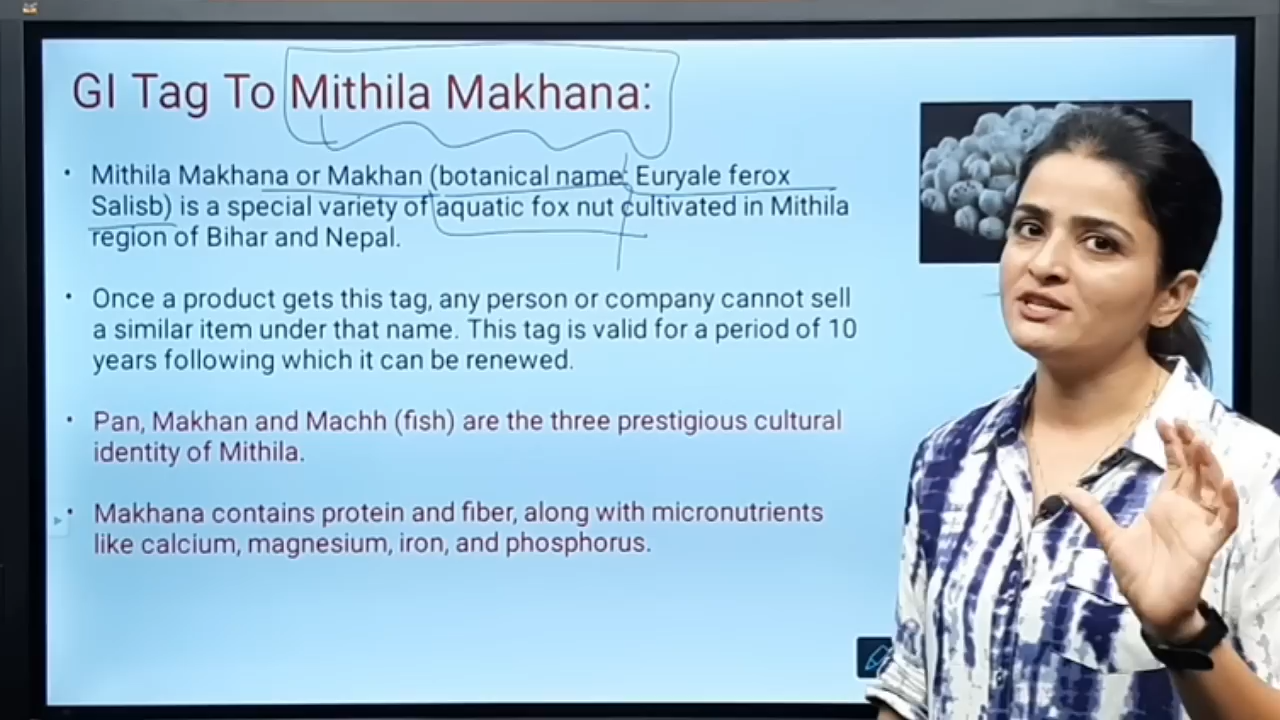 GI Tag To Mithila Makhana:
• Mithila Makhana or Makhan (botanical name: Euryale ferox
Salisb) is a special variety of aquatic fox nut cultivated in Mithila
region of Bihar and Nepal.
• Once a product gets this tag, any person or company cannot sell
a similar item under that name. This tag is valid for a period of 10
years following which it can be renewed.
• Pan, Makhan and Machh (fish) are the three prestigious cultural
identity of Mithila.
• Makhana contains protein and fiber, along with micronutrients
like calcium, magnesium, iron, and phosphorus.